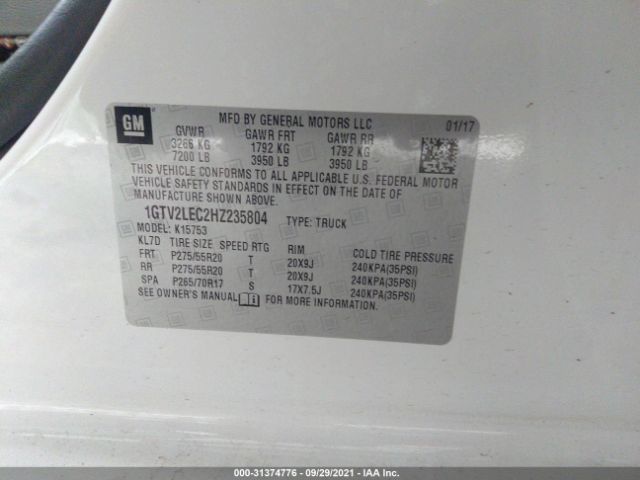 GM
MFD BY GENERAL MOTORS LLC 01/17
GVWR GAWR FRT GAWR RR
3266 KG 1792 KG 1792 KG
7200 LB 3950 LB 3950 LB
THIS VEHICLE CONFORMS TO ALL APPLICABLE U.S. FEDERAL MOTOR
VEHICLE SAFETY STANDARDS IN EFFECT ON THE DATE OF
MANUFACTURE SHOWN ABOVE.
1GTV2LEC2HZ235804 TYPE: TRUCK
MODEL: K15753
KL7D TIRE SIZE SPEED RTG RIM COLD TIRE PRESSURE
FRT P275/55R20 T 20X9J 240KPA(35PSI)
RR P275/55R20 T 20X9J 240KPA(35PSI)
SPA P265/70R17 S 17X7.5J 240KPA(35PSI)
SEE OWNER'S MANUAL FOR MORE INFORMATION.
000-31374776 - 09/29/2021 - IAA Inc.